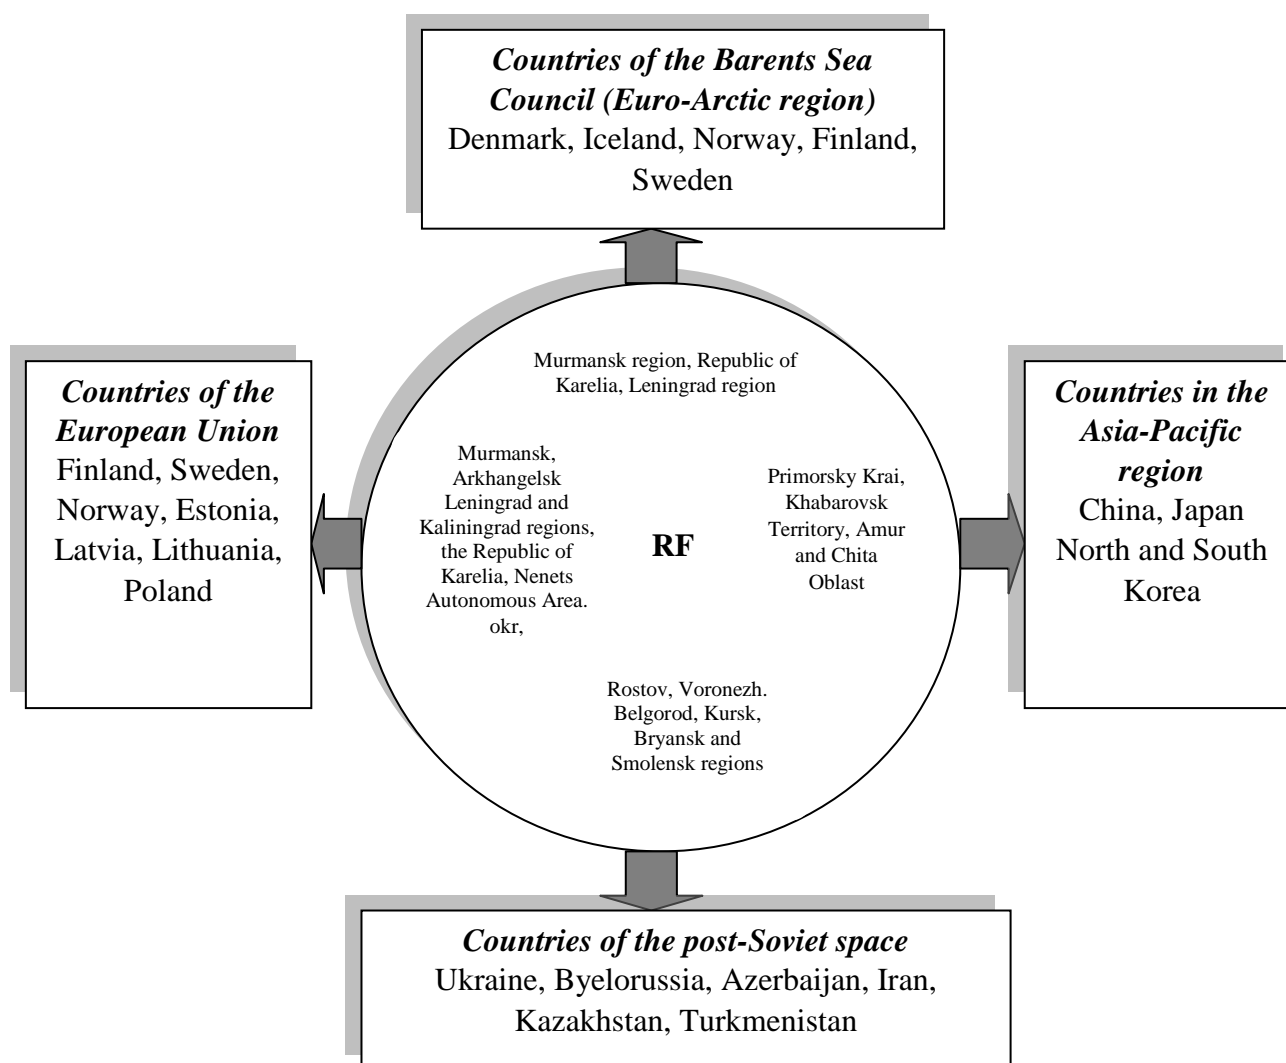 Countries of the Barents Sea
Council (Euro-Arctic region)
Denmark, Iceland, Norway, Finland,
Sweden
Murmansk region, Republic of
Karelia, Leningrad region
Countries of the
European Union
Finland, Sweden,
Norway, Estonia,
Latvia, Lithuania,
Poland
Murmansk,
Arkhangelsk
Leningrad and
Kaliningrad regions,
the Republic of
Karelia, Nenets
Autonomous Area.
okr,
RF
Primorsky Krai,
Khabarovsk
Territory, Amur
and Chita
Oblast
Countries in the
Asia-Pacific
region
China, Japan
North and South
Korea
Rostov, Voronezh.
Belgorod, Kursk,
Bryansk and
Smolensk regions
Countries of the post-Soviet space
Ukraine, Byelorussia, Azerbaijan, Iran,
Kazakhstan, Turkmenistan